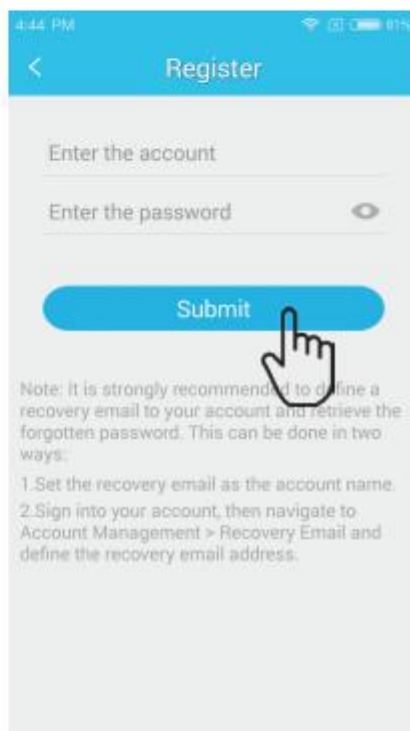 4:44 PM 81%
Register
Enter the account
Enter the password
Submit
Note: It is strongly recommended to define a
recovery email to your account and retrieve the
forgotten password. This can be done in two
ways:
1.Set the recovery email as the account name.
2.Sign into your account, then navigate to
Account Management > Recovery Email and
define the recovery email address.